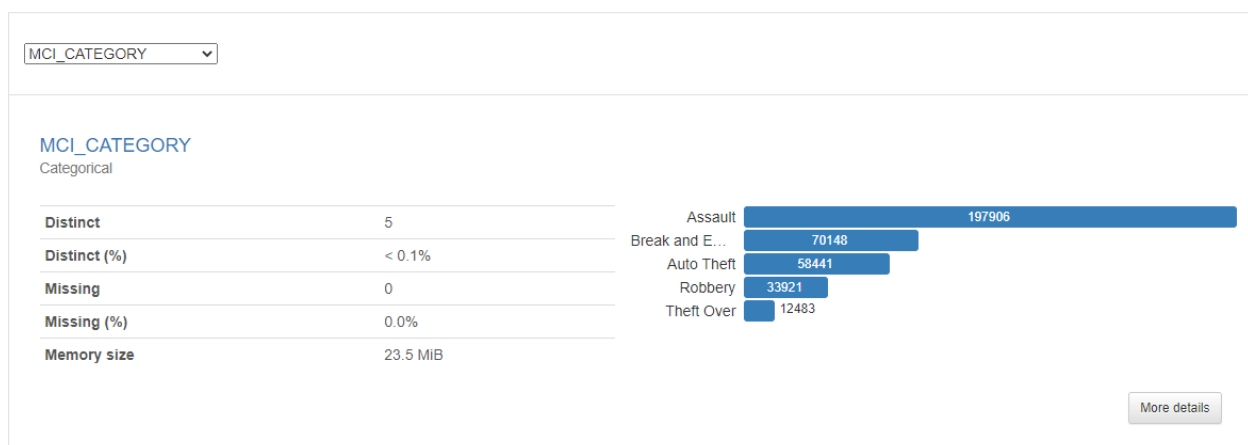 MCI_CATEGORY
MCI_CATEGORY
Categorical
Distinct 5
Distinct (%) < 0.1%
Missing 0
Missing (%) 0.0%
Memory size 23.5 MiB
Assault 197906
Break and E... 70148
Auto Theft 58441
Robbery 33921
Theft Over 12483
More details